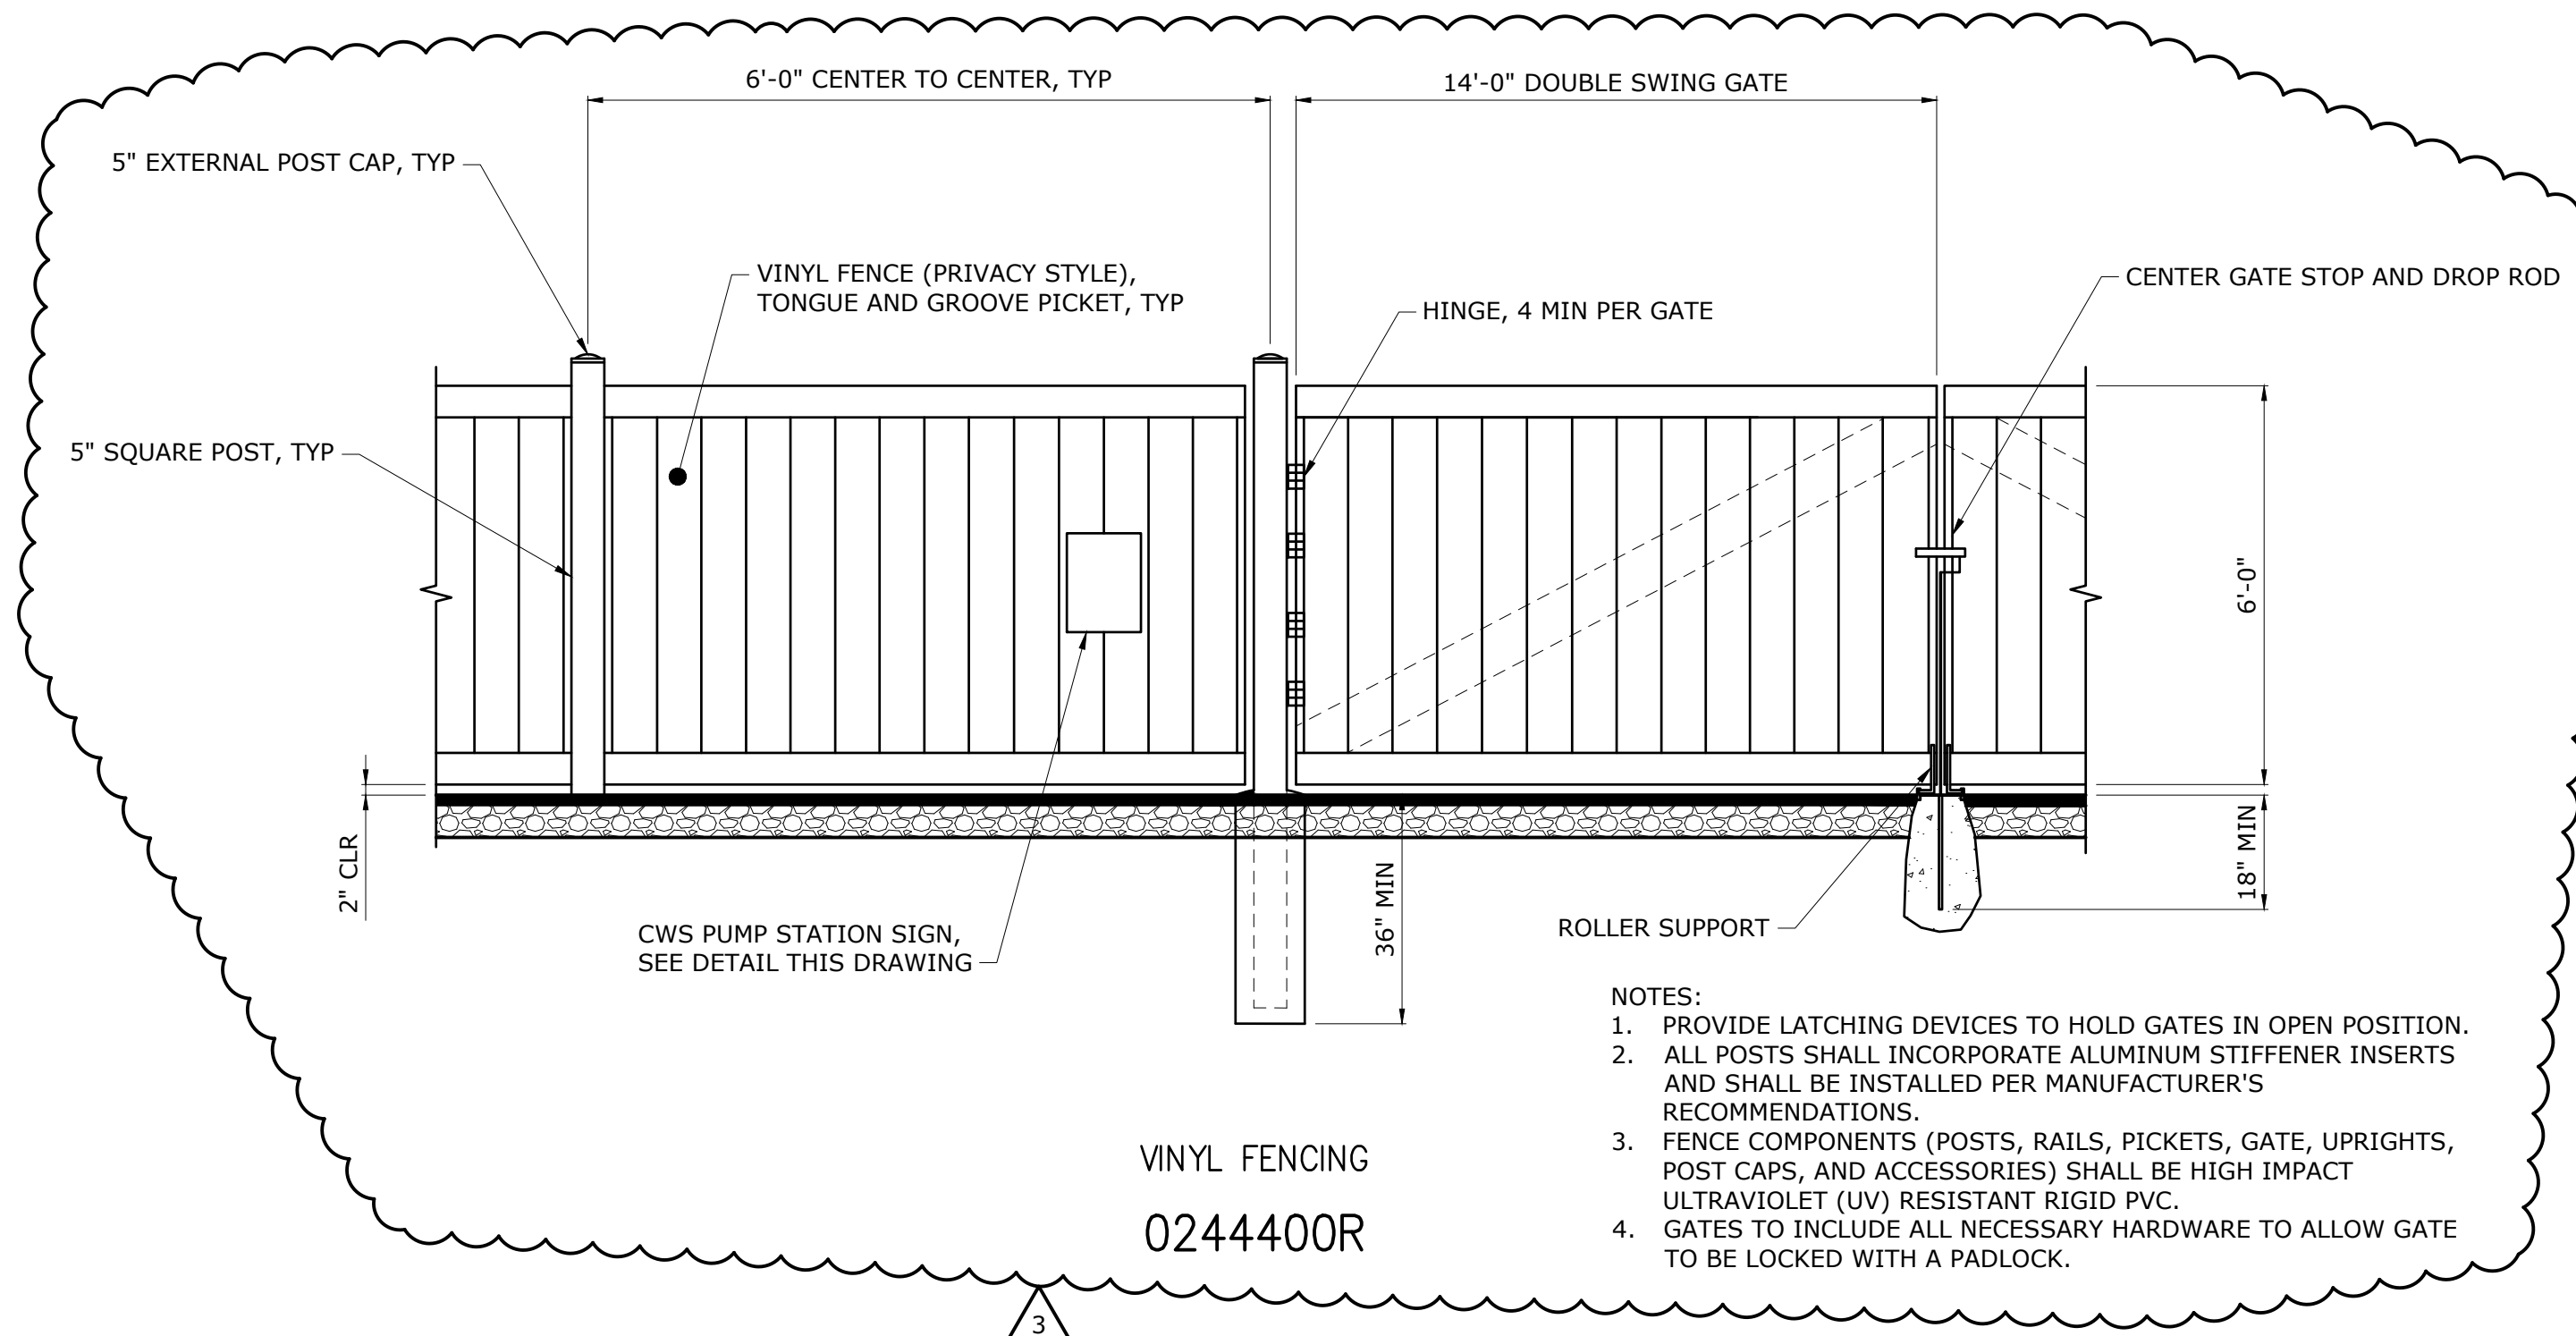 6'-0" CENTER TO CENTER, TYP
14'-0" DOUBLE SWING GATE
5" EXTERNAL POST CAP, TYP
VINYL FENCE (PRIVACY STYLE),
TONGUE AND GROOVE PICKET, TYP
CENTER GATE STOP AND DROP ROD
HINGE, 4 MIN PER GATE
5" SQUARE POST, TYP
6'-0"
2" CLR
36" MIN
18" MIN
CWS PUMP STATION SIGN,
SEE DETAIL THIS DRAWING
ROLLER SUPPORT
NOTES:
1. PROVIDE LATCHING DEVICES TO HOLD GATES IN OPEN POSITION.
2. ALL POSTS SHALL INCORPORATE ALUMINUM STIFFENER INSERTS
AND SHALL BE INSTALLED PER MANUFACTURER'S
RECOMMENDATIONS.
3. FENCE COMPONENTS (POSTS, RAILS, PICKETS, GATE, UPRIGHTS,
POST CAPS, AND ACCESSORIES) SHALL BE HIGH IMPACT
ULTRAVIOLET (UV) RESISTANT RIGID PVC.
4. GATES TO INCLUDE ALL NECESSARY HARDWARE TO ALLOW GATE
TO BE LOCKED WITH A PADLOCK.
VINYL FENCING
0244400R
3